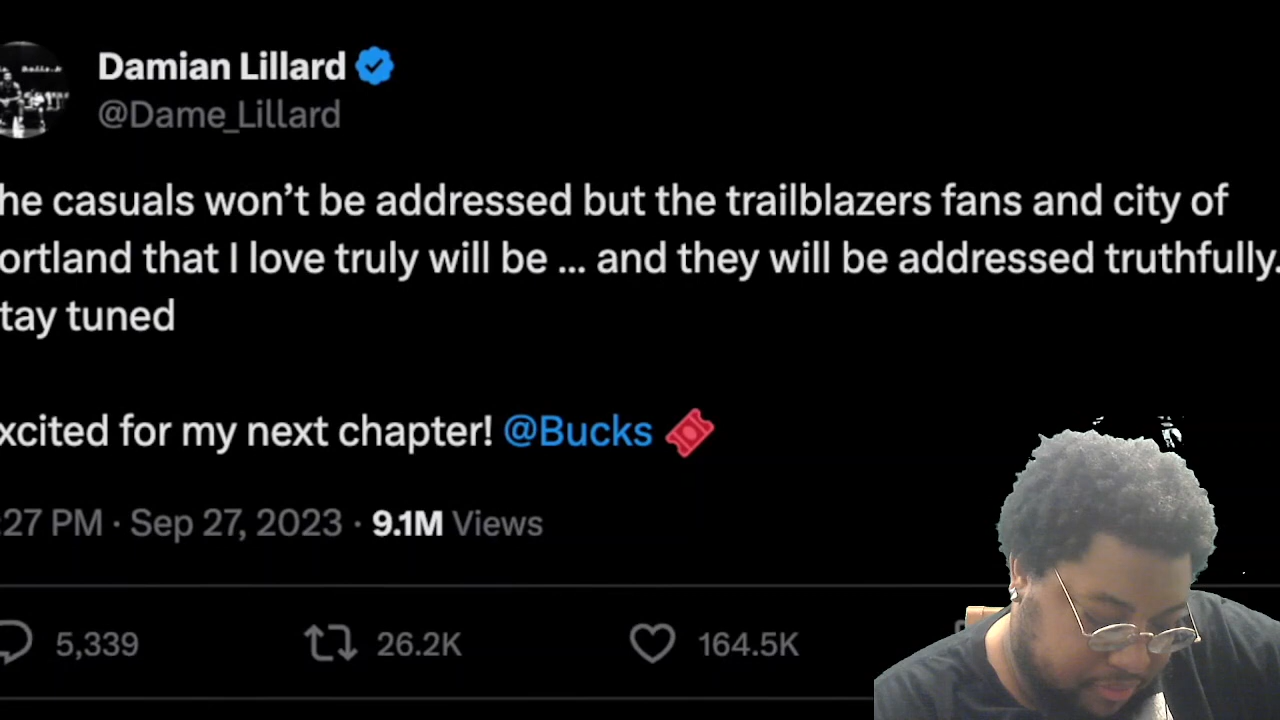 Damian Lillard
@Dame_Lillard
he casuals won’t be addressed but the trailblazers fans and city of
ortland that I love truly will be ... and they will be addressed truthfully.
tay tuned
xcited for my next chapter! @Bucks
:27 PM · Sep 27, 2023 · 9.1M Views
5,339 26.2K 164.5K